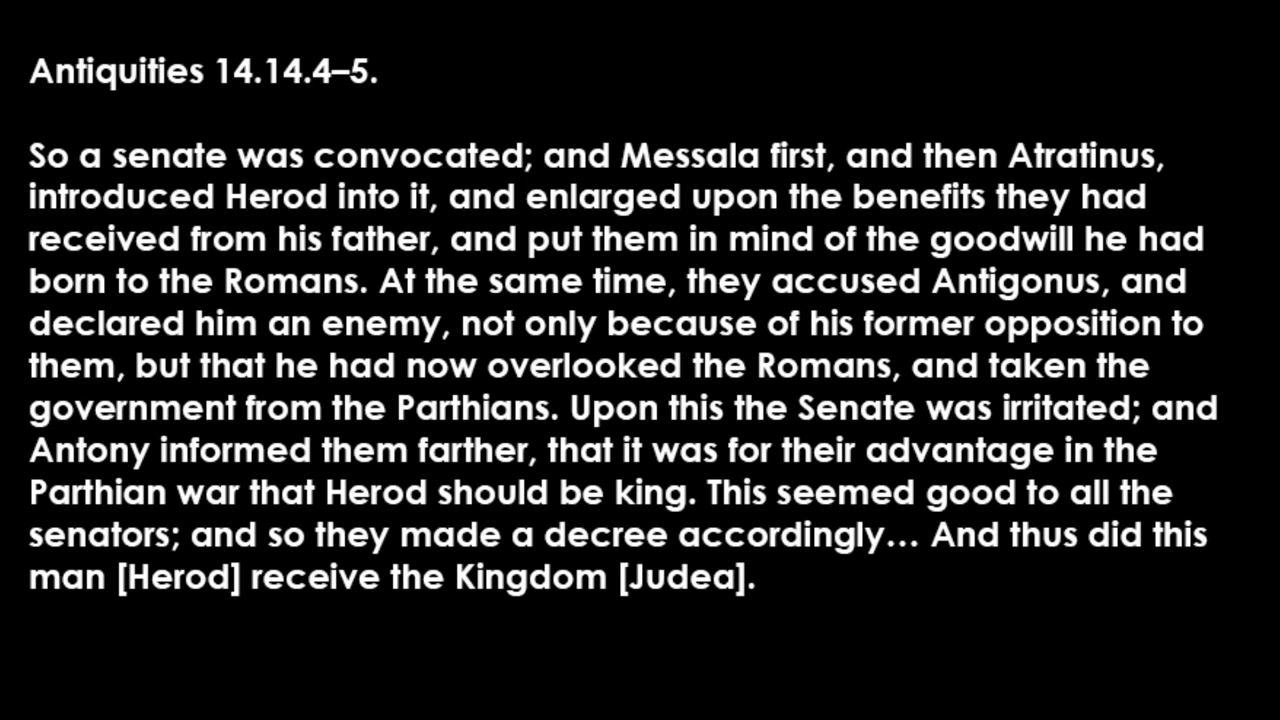 Antiquities 14.14.4–5.
So a senate was convocated; and Messala first, and then Atratinus,
introduced Herod into it, and enlarged upon the benefits they had
received from his father, and put them in mind of the goodwill he had
born to the Romans. At the same time, they accused Antigonus, and
declared him an enemy, not only because of his former opposition to
them, but that he had now overlooked the Romans, and taken the
government from the Parthians. Upon this the Senate was irritated; and
Antony informed them farther, that it was for their advantage in the
Parthian war that Herod should be king. This seemed good to all the
senators; and so they made a decree accordingly… And thus did this
man [Herod] receive the Kingdom [Judea].